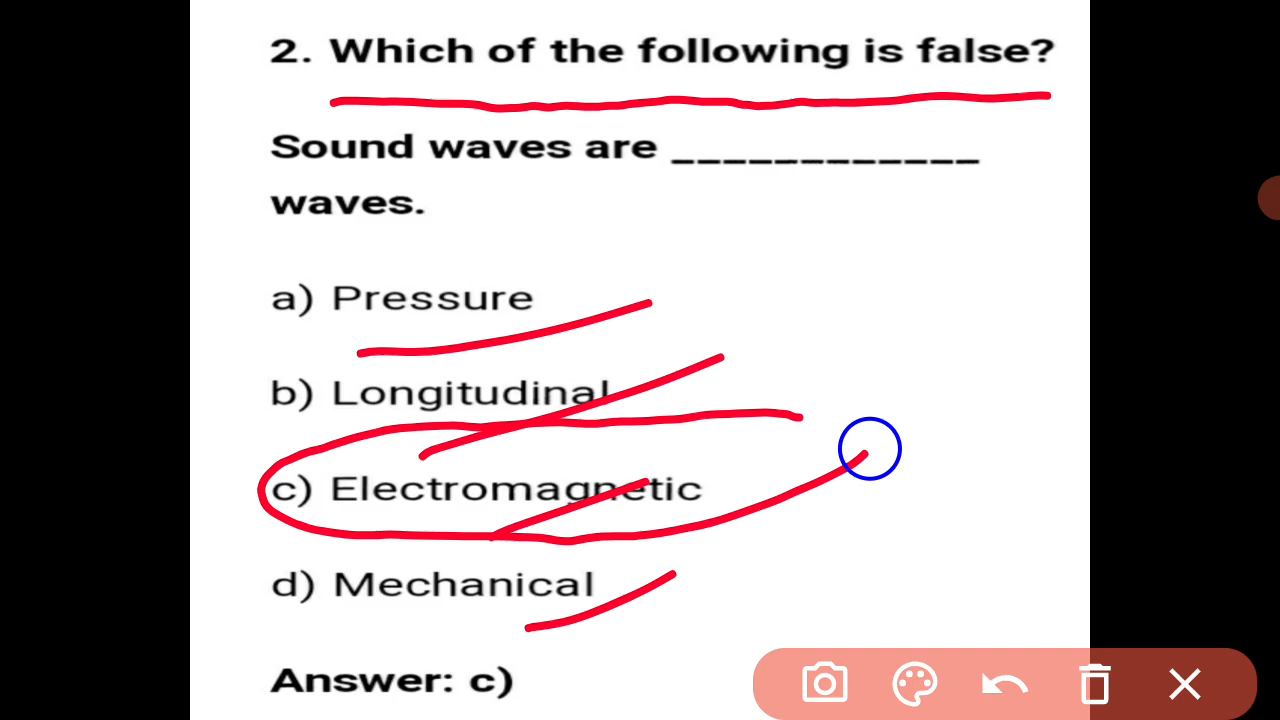 2. Which of the following is false?
Sound waves are ____________
waves.
a) Pressure
b) Longitudinal
c) Electromagnetic
d) Mechanical
Answer: c)